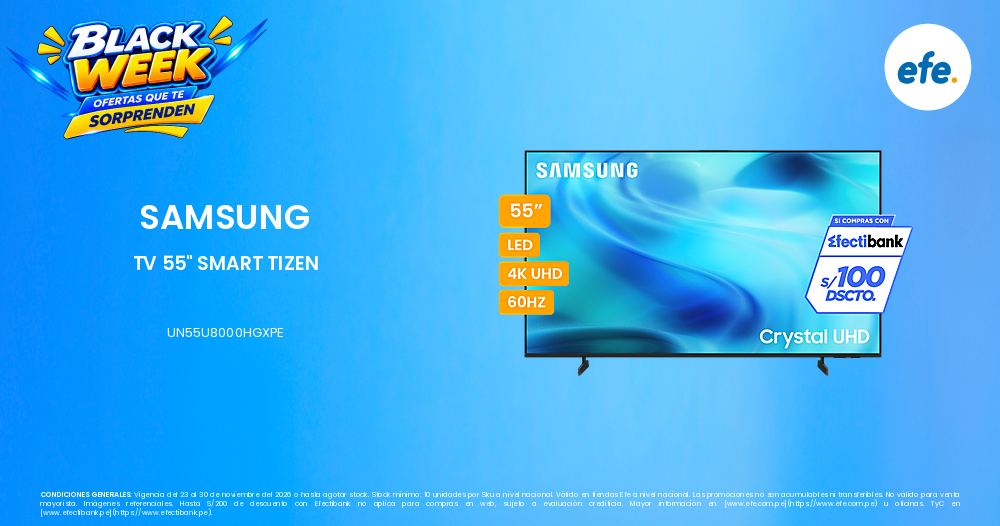 BLACK
WEEK
OFERTAS QUE TE
SORPRENDEN
efe.
SAMSUNG
TV 55" SMART TIZEN
UN55U8000HGXPE
SAMSUNG
55”
LED
4K UHD
60HZ
SI COMPRAS CON
Efectibank
S/100
DSCTO.
Crystal UHD
CONDICIONES GENERALES: Vigencia del 23 al 30 de noviembre del 2026 o hasta agotar stock. Stock mínimo: 10 unidades por Sku a nivel nacional. Válido en tiendas Efe a nivel nacional. Las promociones no son acumulables ni transferibles. No válido para venta
mayorista. Imágenes referenciales. Hasta S/200 de descuento con Efectibank no aplica para compras en web, sujeto a evaluación crediticia. Mayor información en [www.efe.com.pe](https://www.efe.com.pe) u oficinas. TyC en
[www.efectibank.pe](https://www.efectibank.pe).